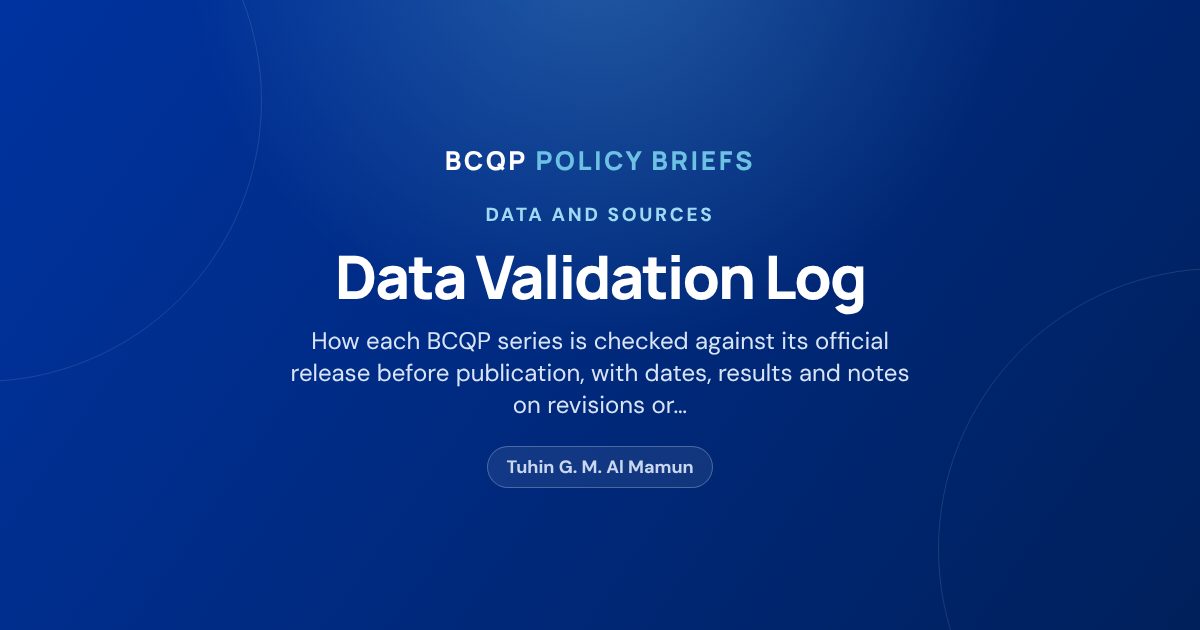 BCQP POLICY BRIEFS
DATA AND SOURCES
Data Validation Log
How each BCQP series is checked against its official
release before publication, with dates, results and notes
on revisions or...
Tuhin G. M. Al Mamun